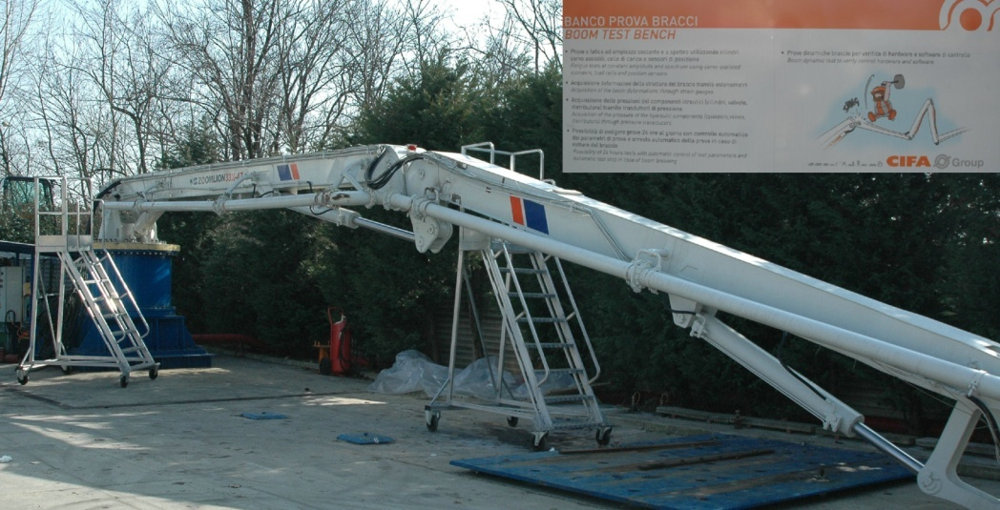 BANCO PROVA BRACCI
BOOM TEST BENCH
• Prove a fatica ad ampiezza costante e a spettro utilizzando cilindri
servo assistiti, celle di carico e sensori di posizione
Fatigue tests at constant amplitude and spectrum using servo assisted
cylinders, load cells and position sensors
• Acquisizione deformazioni della struttura del braccio tramite estensimetri
Acquisition of the boom deformations through strain gauges
• Acquisizione delle pressioni dei componenti idraulici (cilindri, valvole,
distributori) tramite trasduttori di pressione
Acquisition of the pressure of the hydraulic components (cylinders, valves,
distributors) through pressure transducers
• Possibilità di svolgere prove 24 ore al giorno con controllo automatico
dei parametri di prova e arresto automatico della prova in caso di
rottura del braccio
Possibility of 24 hours tests with automatic control of test parameters and
automatic test stop in case of boom breaking
• Prove dinamiche braccio per verifica di hardware e software di controllo
Boom dynamic test to verify control hardware and software
CIFA Group
ZOOMLION